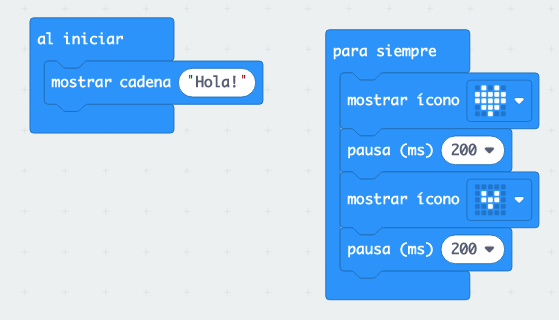 al iniciar
mostrar cadena "Hola!"
para siempre
mostrar ícono
pausa (ms) 200
mostrar ícono
pausa (ms) 200